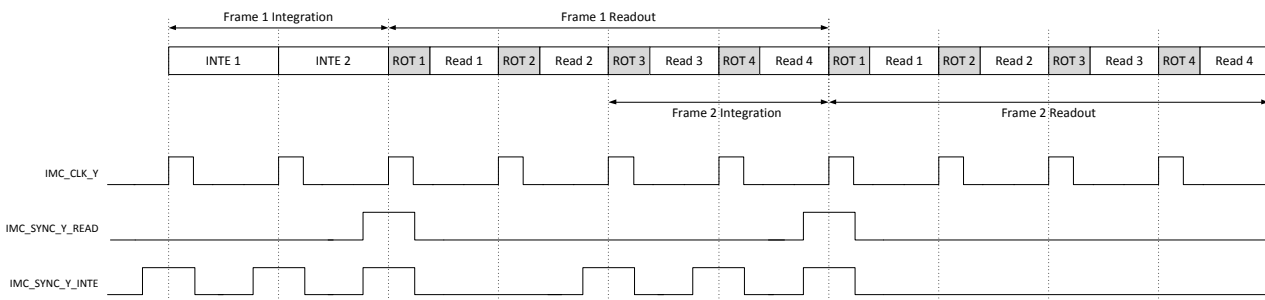 Frame 1 Integration Frame 1 Readout
INTE 1 INTE 2 ROT 1 Read 1 ROT 2 Read 2 ROT 3 Read 3 ROT 4 Read 4 ROT 1 Read 1 ROT 2 Read 2 ROT 3 Read 3 ROT 4 Read 4
Frame 2 Integration Frame 2 Readout
IMC_CLK_Y
IMC_SYNC_Y_READ
IMC_SYNC_Y_INTE